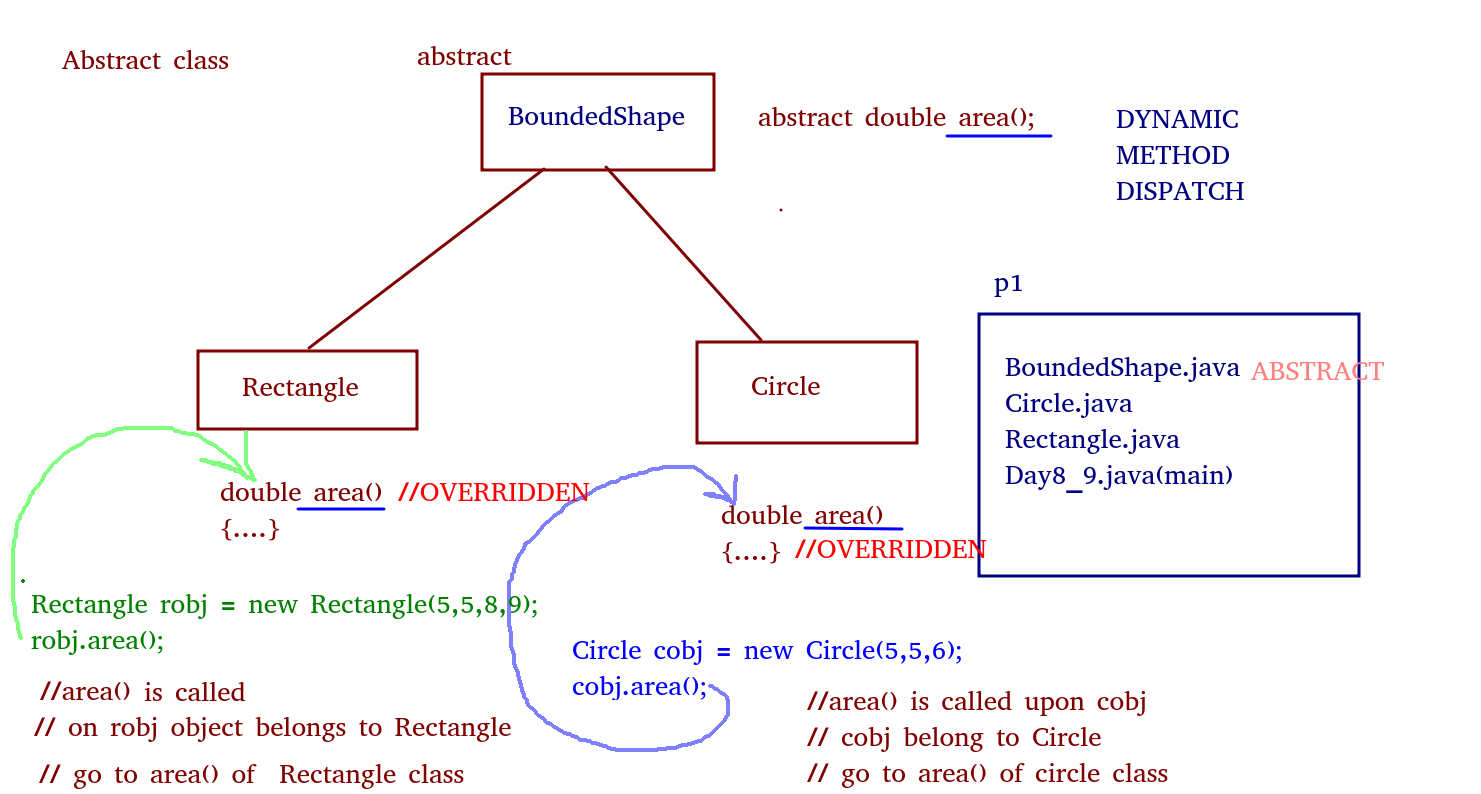 Abstract class
abstract
BoundedShape
abstract double area();
DYNAMIC
METHOD
DISPATCH
p1
BoundedShape.java ABSTRACT
Circle.java
Rectangle.java
Day8_9.java(main)
Rectangle
Circle
double area() //OVERRIDDEN
{....}
double area()
{....} //OVERRIDDEN
Rectangle robj = new Rectangle(5,5,8,9);
robj.area();
//area() is called
// on robj object belongs to Rectangle
// go to area() of Rectangle class
Circle cobj = new Circle(5,5,6);
cobj.area();
//area() is called upon cobj
// cobj belong to Circle
// go to area() of circle class